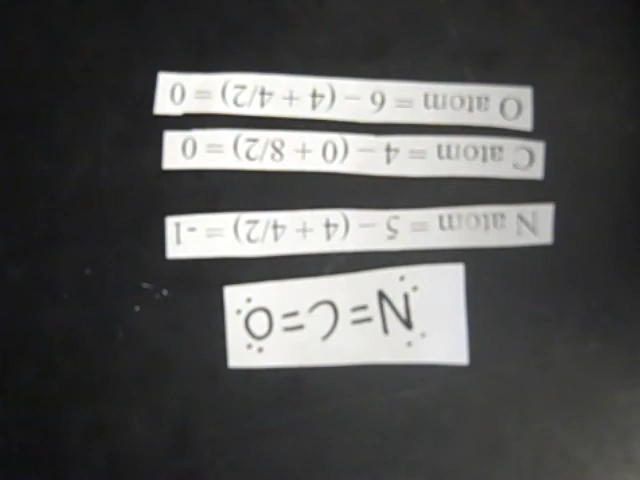 N=C=O
N atom = 5 − (4 + 4/2) = -1
C atom = 4 − (0 + 8/2) = 0
O atom = 6 − (4 + 4/2) = 0